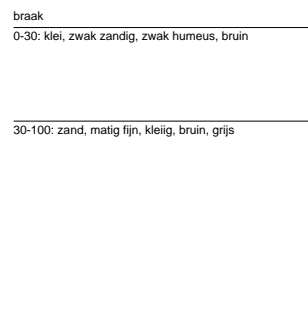 braak
0-30: klei, zwak zandig, zwak humeus, bruin
30-100: zand, matig fijn, kleiig, bruin, grijs